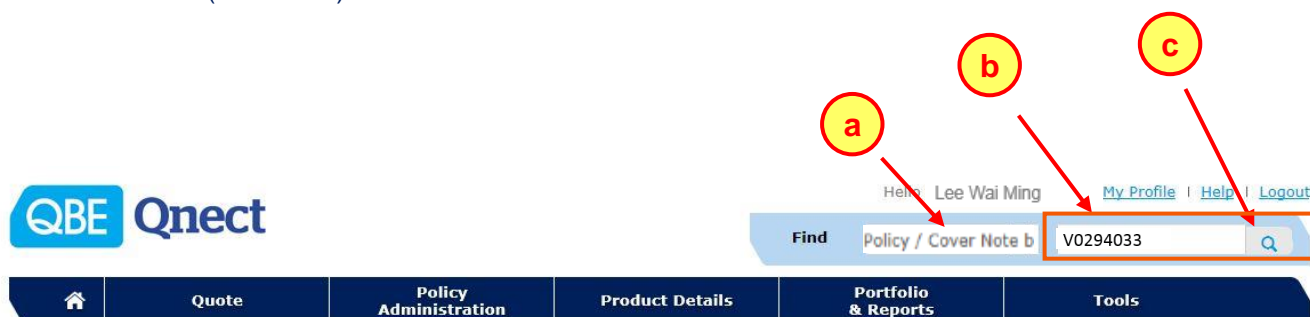 c
b
a
QBE Qnect
Hello Lee Wai Ming My Profile | Help | Logout
Find Policy / Cover Note b V0294033
Quote Policy Administration Product Details Portfolio & Reports Tools